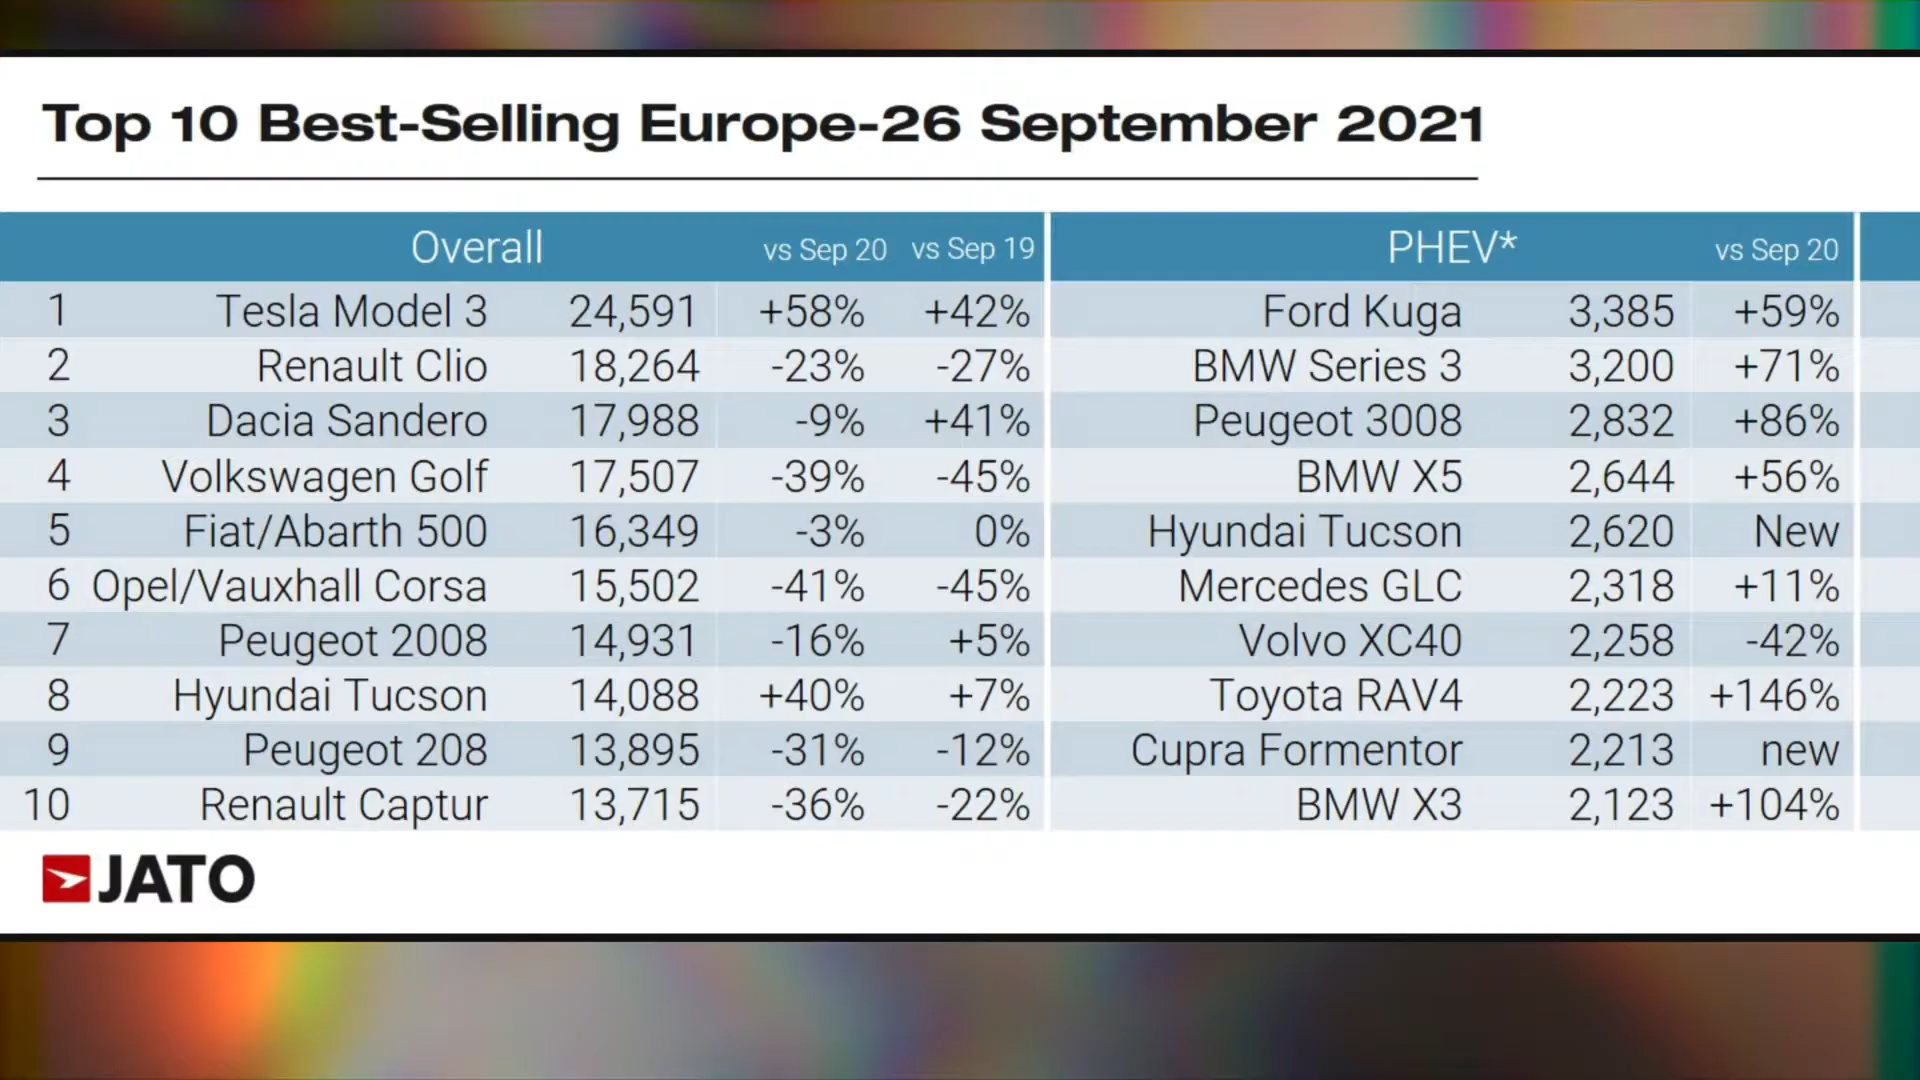 Top 10 Best-Selling Europe-26 September 2021
Overall vs Sep 20 vs Sep 19 PHEV* vs Sep 20
1 Tesla Model 3 24,591 +58% +42% Ford Kuga 3,385 +59%
2 Renault Clio 18,264 -23% -27% BMW Series 3 3,200 +71%
3 Dacia Sandero 17,988 -9% +41% Peugeot 3008 2,832 +86%
4 Volkswagen Golf 17,507 -39% -45% BMW X5 2,644 +56%
5 Fiat/Abarth 500 16,349 -3% 0% Hyundai Tucson 2,620 New
6 Opel/Vauxhall Corsa 15,502 -41% -45% Mercedes GLC 2,318 +11%
7 Peugeot 2008 14,931 -16% +5% Volvo XC40 2,258 -42%
8 Hyundai Tucson 14,088 +40% +7% Toyota RAV4 2,223 +146%
9 Peugeot 208 13,895 -31% -12% Cupra Formentor 2,213 new
10 Renault Captur 13,715 -36% -22% BMW X3 2,123 +104%
JATO